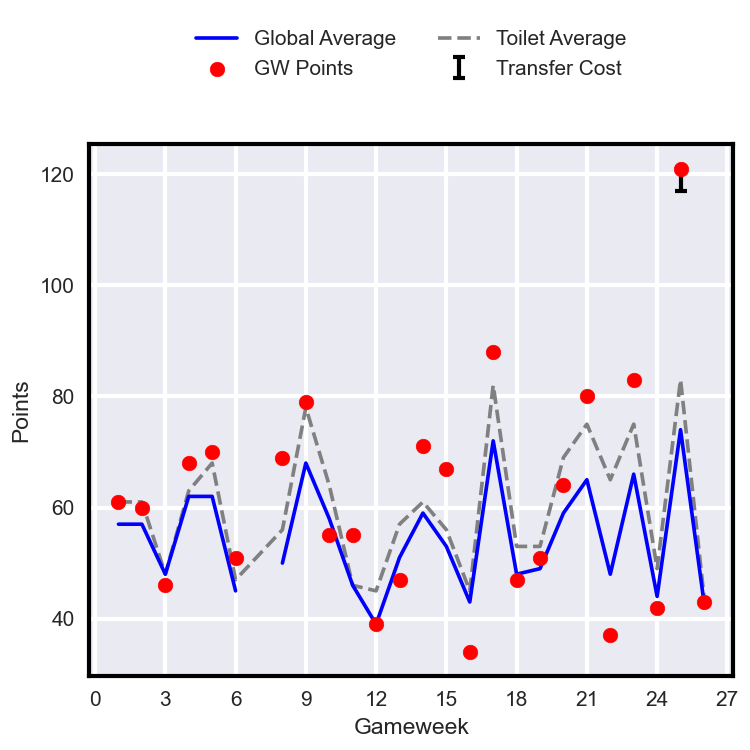 Global Average
Toilet Average
GW Points
Transfer Cost
120
100
80
60
40
Points
0 3 6 9 12 15 18 21 24 27
Gameweek